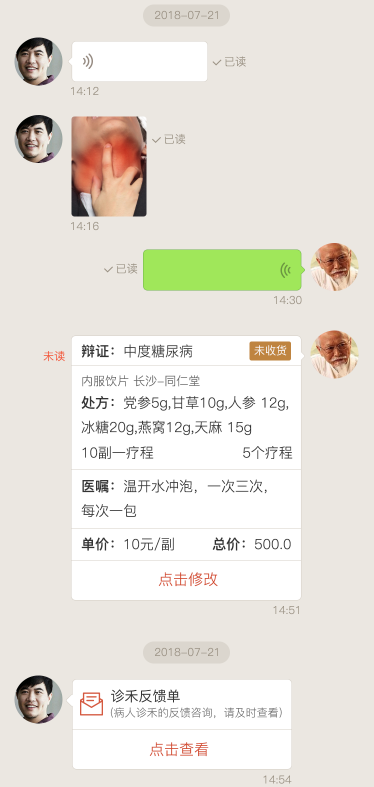 2018-07-21
已读
14:12
已读
14:16
已读
14:30
未读
辩证：中度糖尿病 未收货
内服饮片 长沙-同仁堂
处方：党参5g,甘草10g,人参 12g,
冰糖20g,燕窝12g,天麻 15g
10副一疗程 5个疗程
医嘱：温开水冲泡，一次三次，
每次一包
单价：10元/副 总价：500.0
点击修改
14:51
2018-07-21
诊禾反馈单
(病人诊禾的反馈咨询，请及时查看)
点击查看
14:54